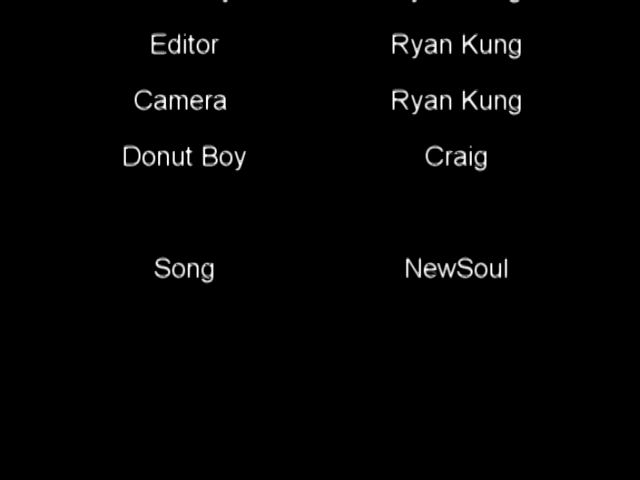 Editor Ryan Kung
Camera Ryan Kung
Donut Boy Craig
Song NewSoul